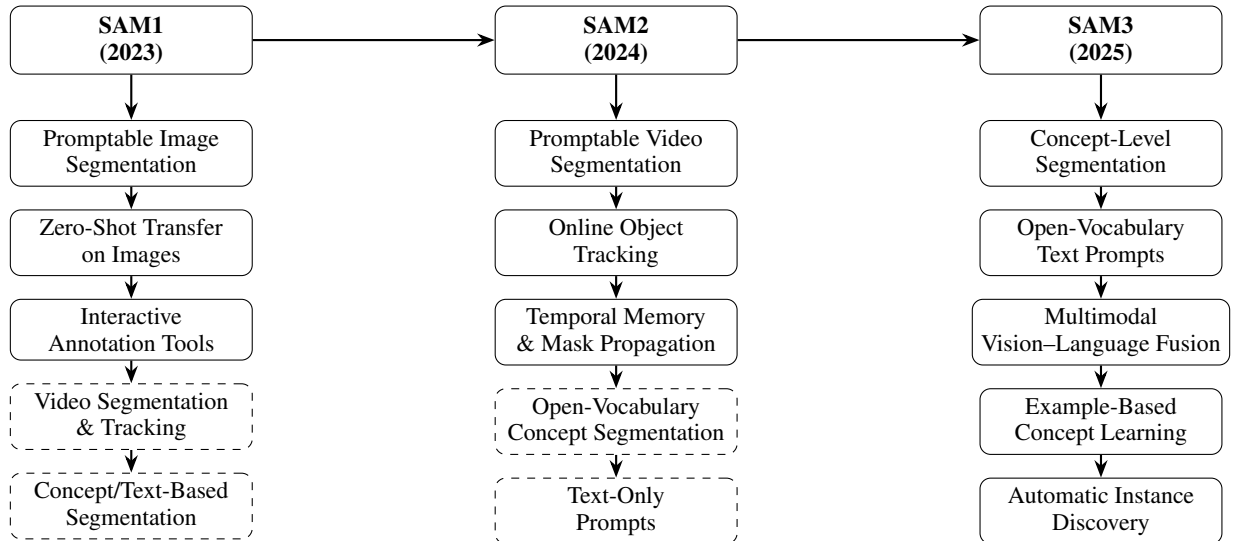 SAM1
(2023)
Promptable Image
Segmentation
Zero-Shot Transfer
on Images
Interactive
Annotation Tools
Video Segmentation
& Tracking
Concept/Text-Based
Segmentation
SAM2
(2024)
Promptable Video
Segmentation
Online Object
Tracking
Temporal Memory
& Mask Propagation
Open-Vocabulary
Concept Segmentation
Text-Only
Prompts
SAM3
(2025)
Concept-Level
Segmentation
Open-Vocabulary
Text Prompts
Multimodal
Vision–Language Fusion
Example-Based
Concept Learning
Automatic Instance
Discovery